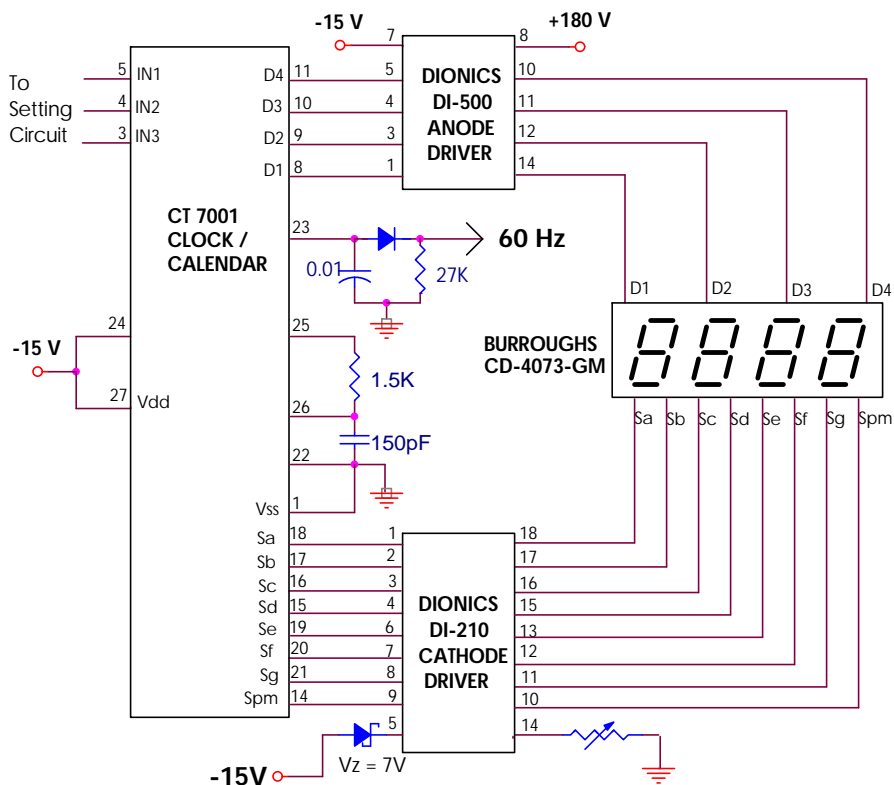 -15 V
+180 V
7
8
To
Setting
Circuit
5
IN1
4
IN2
3
IN3
D4
11
D3
10
D2
9
D1
8
5
4
3
1
DIONICS
DI-500
ANODE
DRIVER
10
11
12
14
CT 7001
CLOCK /
CALENDAR
23
0.01
27K
60 Hz
24
-15 V
27
Vdd
25
1.5K
26
150pF
22
Vss
1
D1
D2
D3
D4
BURROUGHS
CD-4073-GM
8888
Sa
Sb
Sc
Sd
Se
Sf
Sg
Spm
Sa
18
Sb
17
Sc
16
Sd
15
Se
19
Sf
20
Sg
21
Spm
14
1
2
3
4
6
7
8
9
5
DIONICS
DI-210
CATHODE
DRIVER
18
17
16
15
13
12
11
10
14
-15V
Vz = 7V